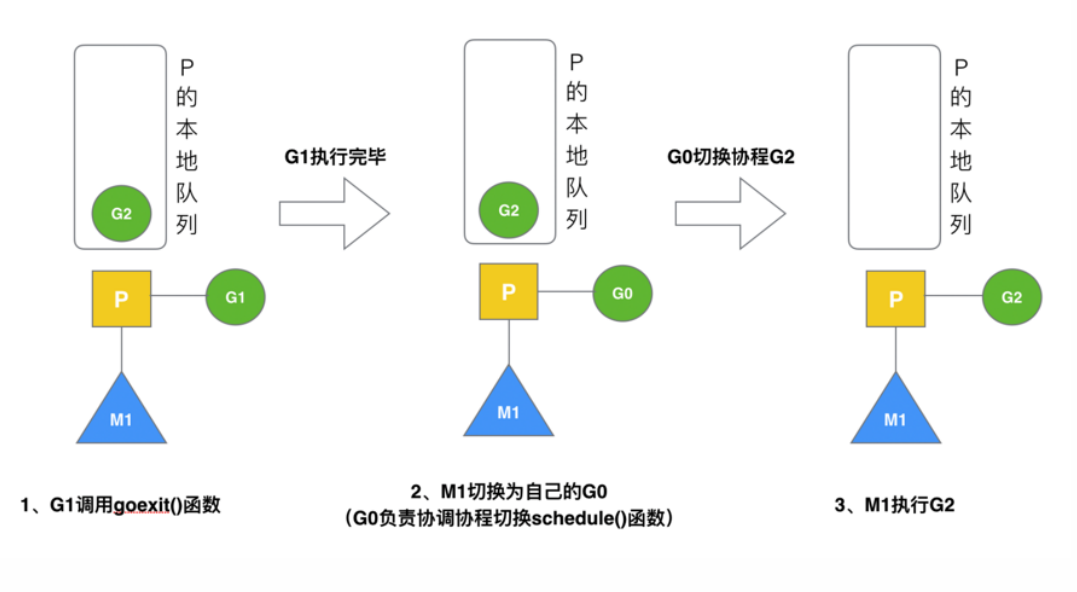 P的本地队列
G2
P
G1
M1
1、G1调用goexit()函数
G1执行完毕
P的本地队列
G2
P
G0
M1
2、M1切换为自己的G0
（G0负责协调协程切换schedule()函数）
G0切换协程G2
P的本地队列
P
G2
M1
3、M1执行G2